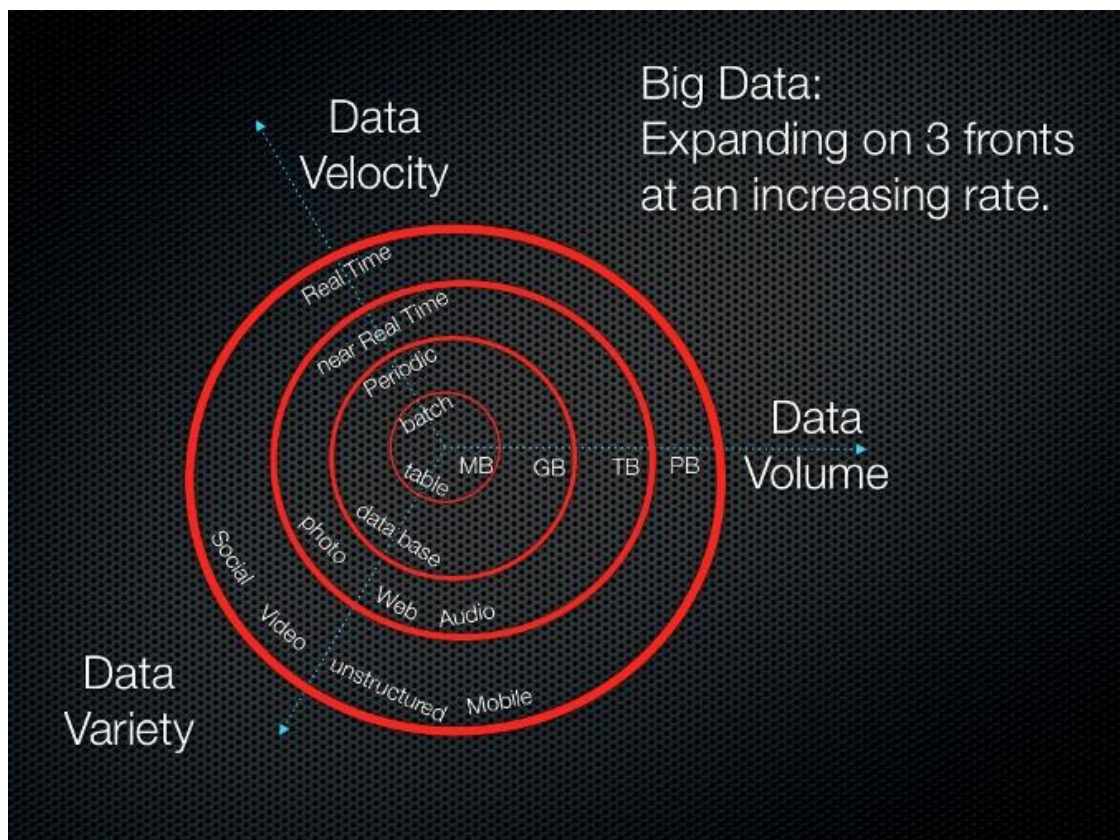 Big Data:
Expanding on 3 fronts
at an increasing rate.
Data
Velocity
Real Time
near Real Time
Periodic
batch
Data
Volume
MB GB TB PB
table
data base
photo Web Audio
Social Video unstructured Mobile
Data
Variety